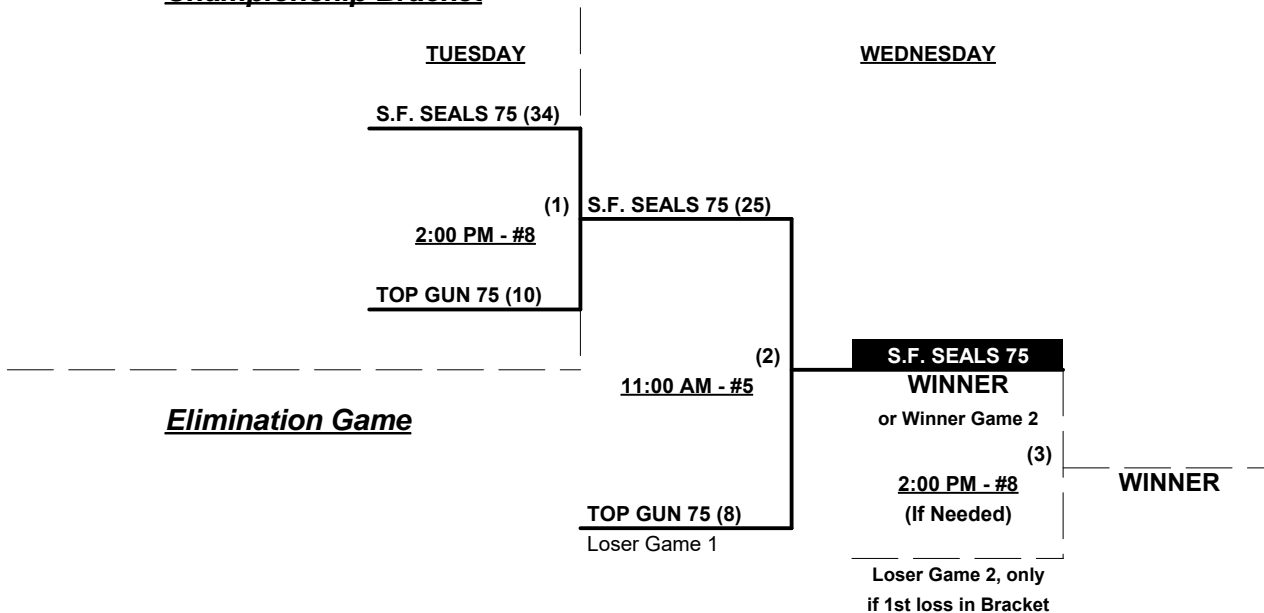 Championship Bracket
TUESDAY
WEDNESDAY
S.F. SEALS 75 (34)
(1)
S.F. SEALS 75 (25)
2:00 PM - #8
TOP GUN 75 (10)
(2)
S.F. SEALS 75
11:00 AM - #5
WINNER
Elimination Game
or Winner Game 2
(3)
2:00 PM - #8
WINNER
(If Needed)
TOP GUN 75 (8)
Loser Game 1
Loser Game 2, only
if 1st loss in Bracket